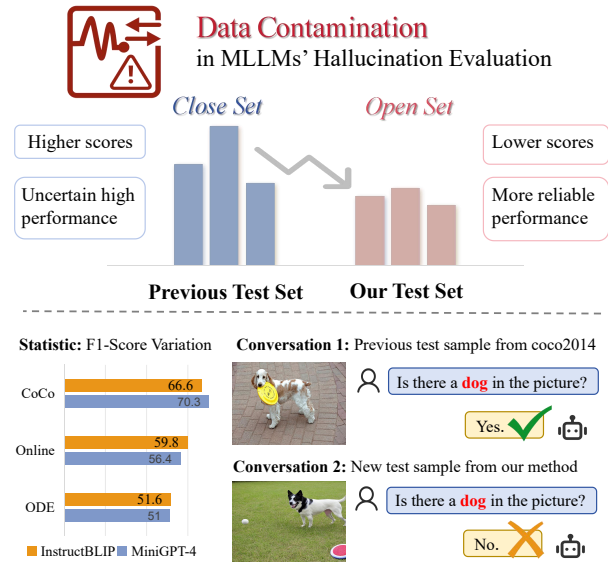 Data Contamination
in MLLMs' Hallucination Evaluation
Close Set
Open Set
Higher scores
Uncertain high
performance
Lower scores
More reliable
performance
Previous Test Set
Our Test Set
Statistic: F1-Score Variation
CoCo
66.6
70.3
Online
59.8
56.4
ODE
51.6
51
InstructBLIP
MiniGPT-4
Conversation 1: Previous test sample from coco2014
Is there a dog in the picture?
Yes.
Conversation 2: New test sample from our method
Is there a dog in the picture?
No.